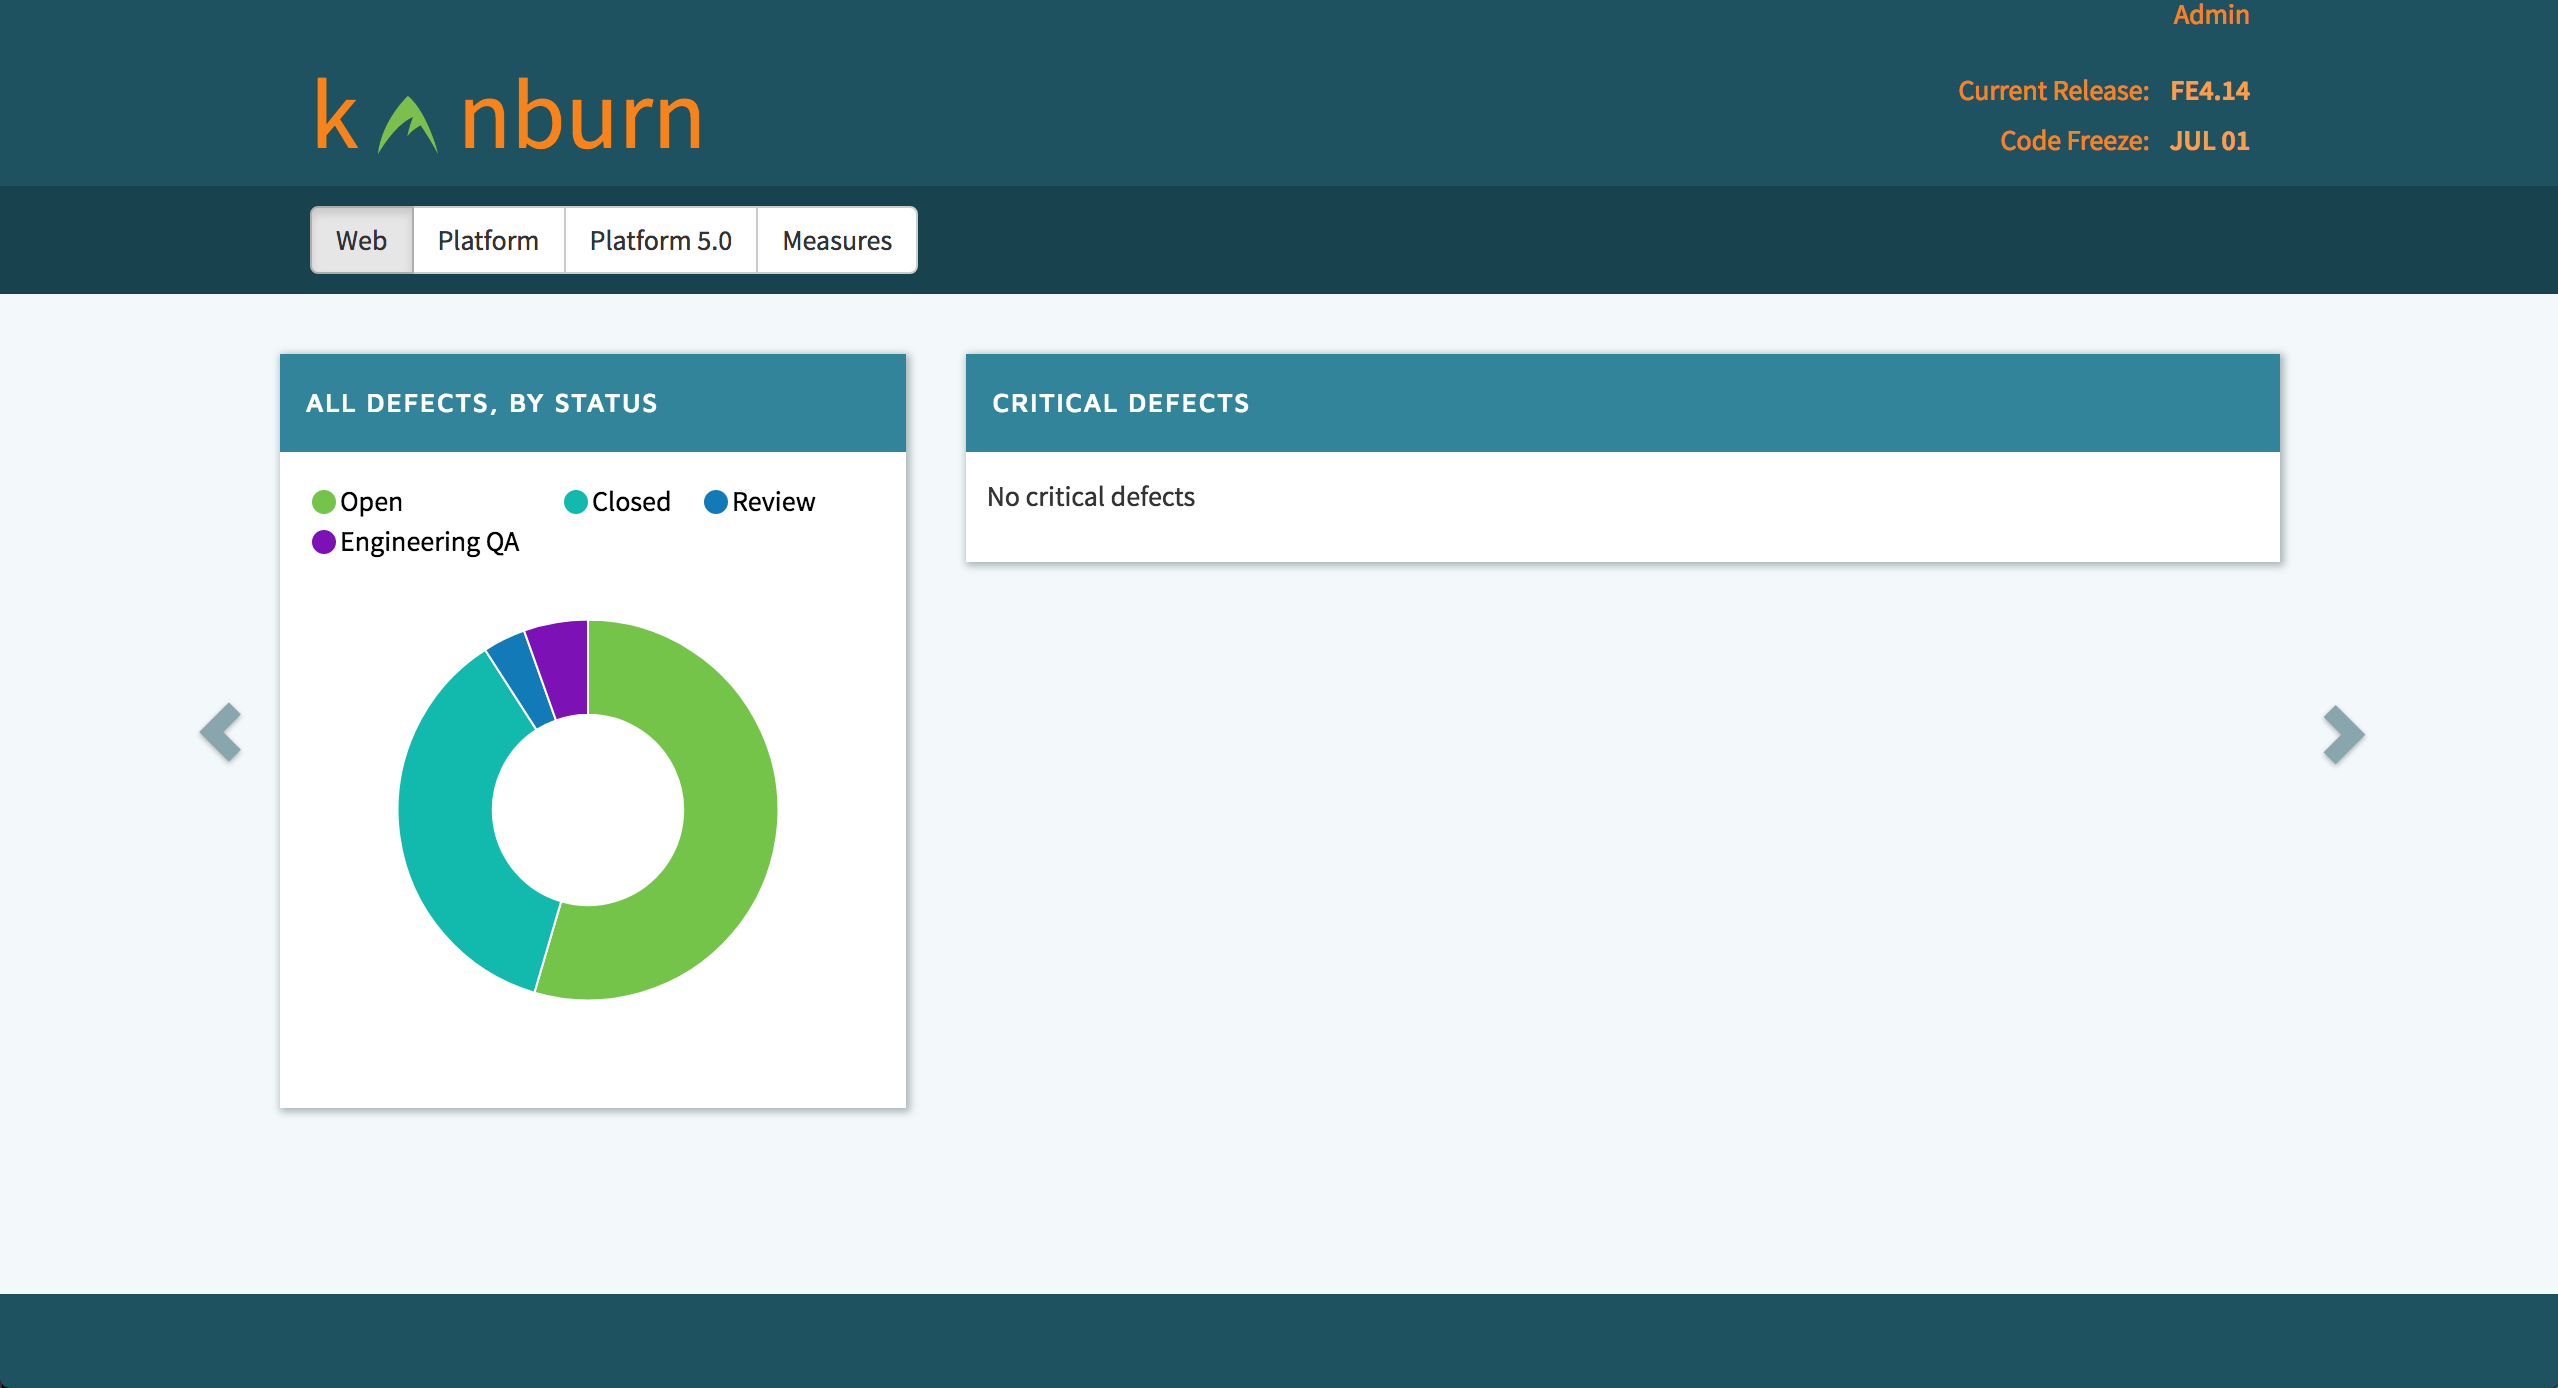 Admin
kanburn
Current Release: FE4.14
Code Freeze: JUL 01
Web Platform Platform 5.0 Measures
ALL DEFECTS, BY STATUS
Open Closed Review
Engineering QA
CRITICAL DEFECTS
No critical defects